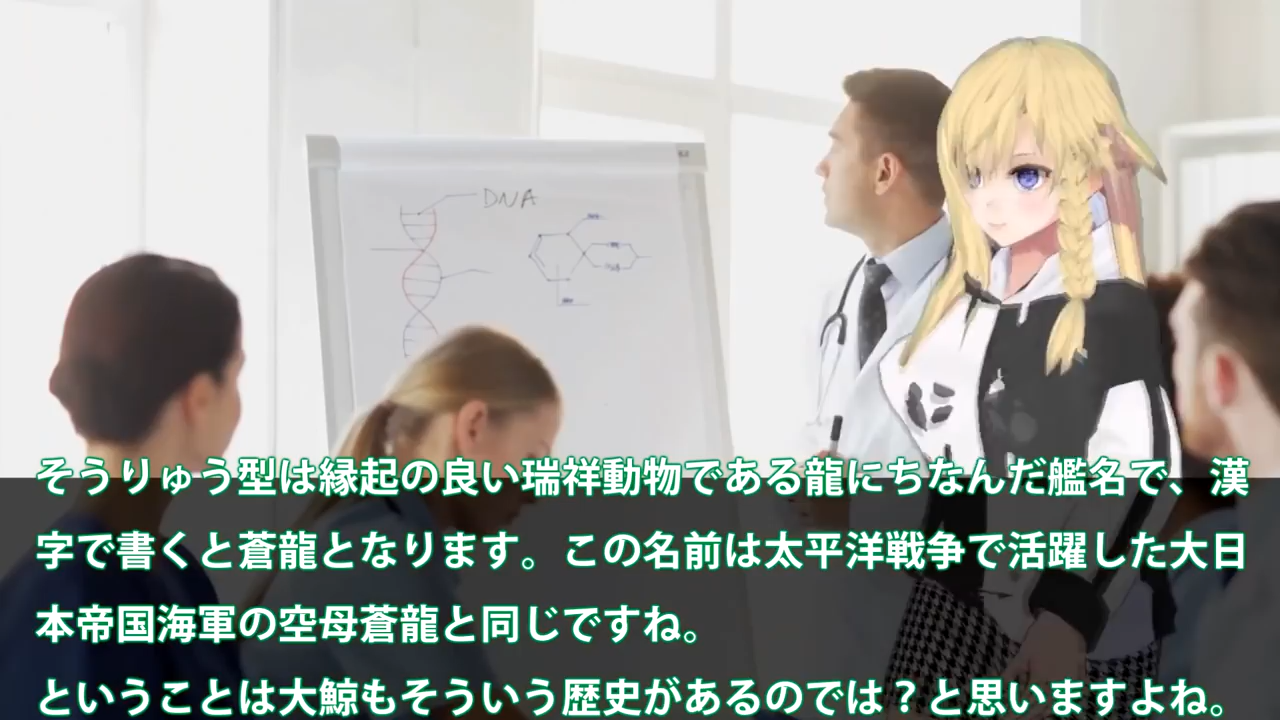 DNA
そうりゅう型は縁起の良い瑞祥動物である龍にちなんだ艦名で、漢
字で書くと蒼龍となります。この名前は太平洋戦争で活躍した大日
本帝国海軍の空母蒼龍と同じですね。
ということは大鯨もそういう歴史があるのでは？と思いますよね。